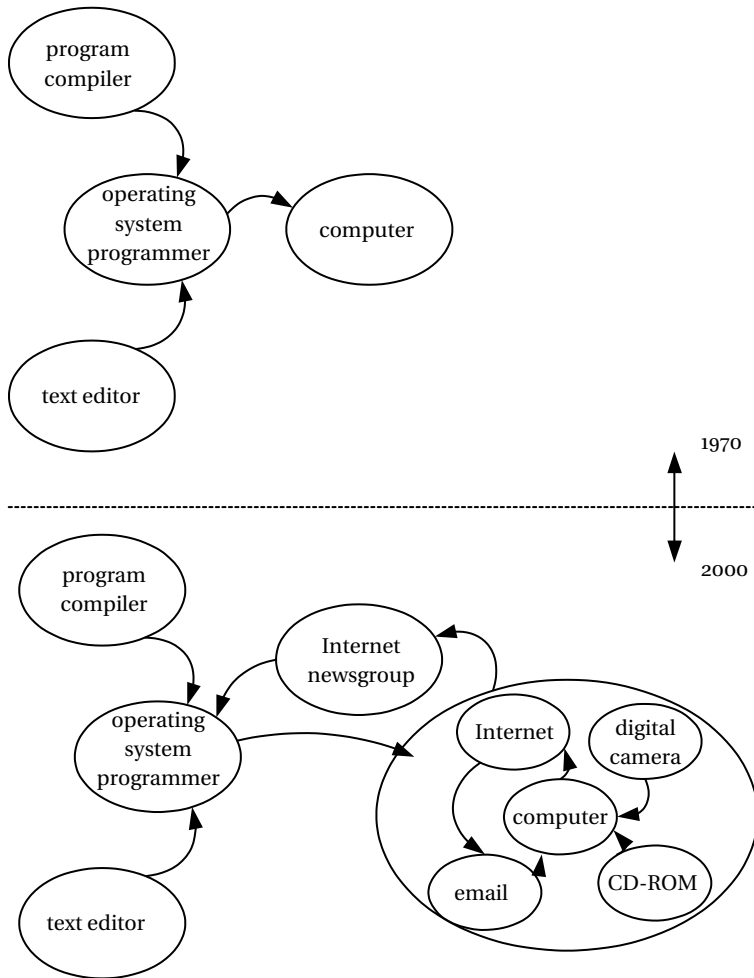 program
compiler
operating
system
programmer
computer
text editor
1970
2000
program
compiler
Internet
newsgroup
operating
system
programmer
Internet
digital
camera
computer
email
CD-ROM
text editor